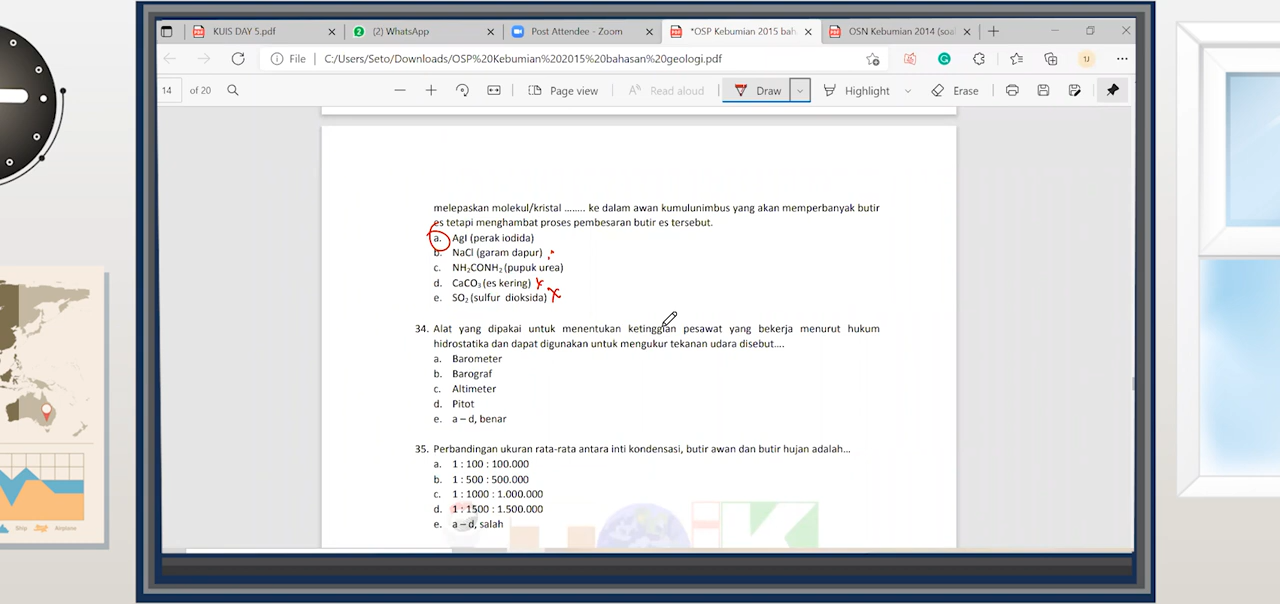 KUIS DAY 5.pdf
(2) WhatsApp
Post Attendee - Zoom
*OSP Kebumian 2015 bah
OSN Kebumian 2014 (soal
File
C:/Users/Seto/Downloads/OSP%20Kebumian%202015%20bahasan%20geologi.pdf
14 of 20
Page view
Read aloud
Draw
Highlight
Erase
melepaskan molekul/kristal ........ ke dalam awan kumulunimbus yang akan memperbanyak butir
es tetapi menghambat proses pembesaran butir es tersebut.
a. AgI (perak iodida)
b. NaCl (garam dapur)
c. NH₂CONH₂ (pupuk urea)
d. CaCO₃ (es kering)
e. SO₂ (sulfur dioksida)
34. Alat yang dipakai untuk menentukan ketinggian pesawat yang bekerja menurut hukum
hidrostatika dan dapat digunakan untuk mengukur tekanan udara disebut....
a. Barometer
b. Barograf
c. Altimeter
d. Pitot
e. a – d, benar
35. Perbandingan ukuran rata-rata antara inti kondensasi, butir awan dan butir hujan adalah...
a. 1 : 100 : 100.000
b. 1 : 500 : 500.000
c. 1 : 1000 : 1.000.000
d. 1 : 1500 : 1.500.000
e. a – d, salah
Ship
Airplane